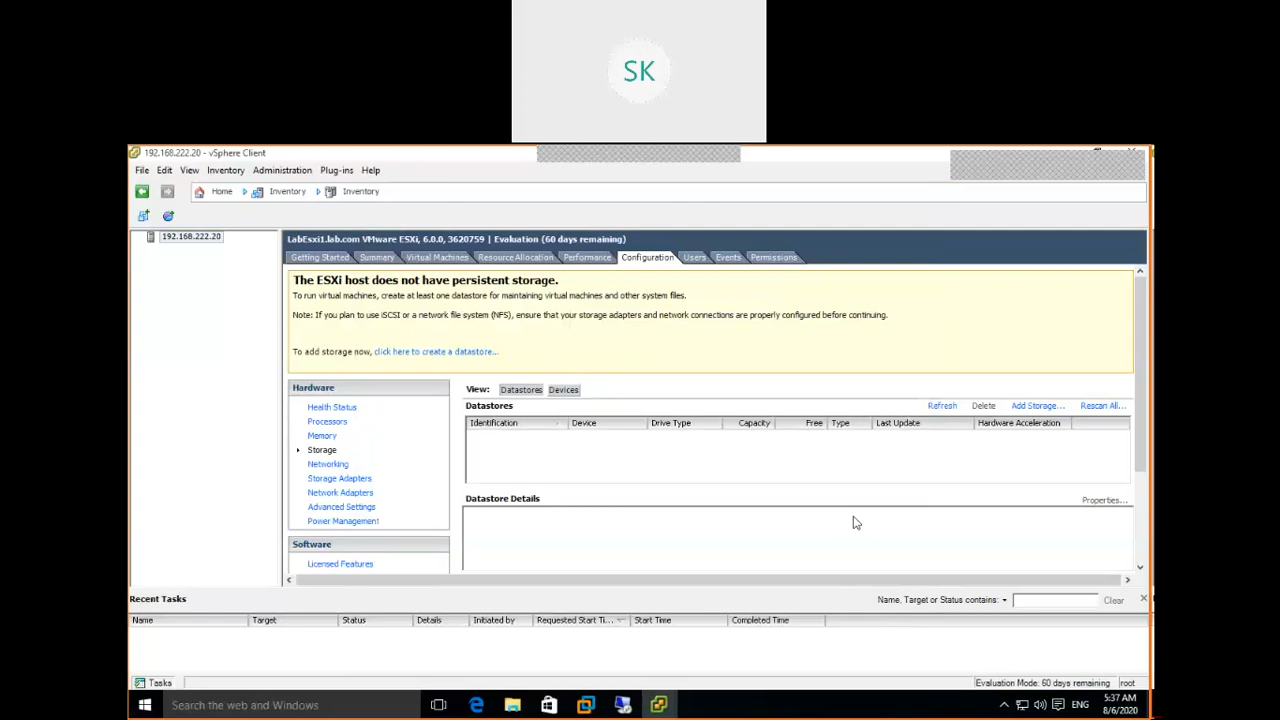 SK
192.168.222.20 - vSphere Client
File Edit View Inventory Administration Plug-ins Help
Home Inventory Inventory
192.168.222.20
LabEsxi1.lab.com VMware ESXi, 6.0.0, 3620759 | Evaluation (60 days remaining)
Getting Started Summary Virtual Machines Resource Allocation Performance Configuration Users Events Permissions
The ESXi host does not have persistent storage.
To run virtual machines, create at least one datastore for maintaining virtual machines and other system files.
Note: If you plan to use iSCSI or a network file system (NFS), ensure that your storage adapters and network connections are properly configured before continuing.
To add storage now, click here to create a datastore...
Hardware
Health Status
Processors
Memory
Storage
Networking
Storage Adapters
Network Adapters
Advanced Settings
Power Management
Software
Licensed Features
View: Datastores Devices
Datastores Refresh Delete Add Storage... Rescan All...
Identification Device Drive Type Capacity Free Type Last Update Hardware Acceleration
Datastore Details Properties...
Recent Tasks Name, Target or Status contains: Clear
Name Target Status Details Initiated by Requested Start Ti... Start Time Completed Time
Tasks Evaluation Mode: 60 days remaining root
Search the web and Windows ENG 5:37 AM
8/6/2020